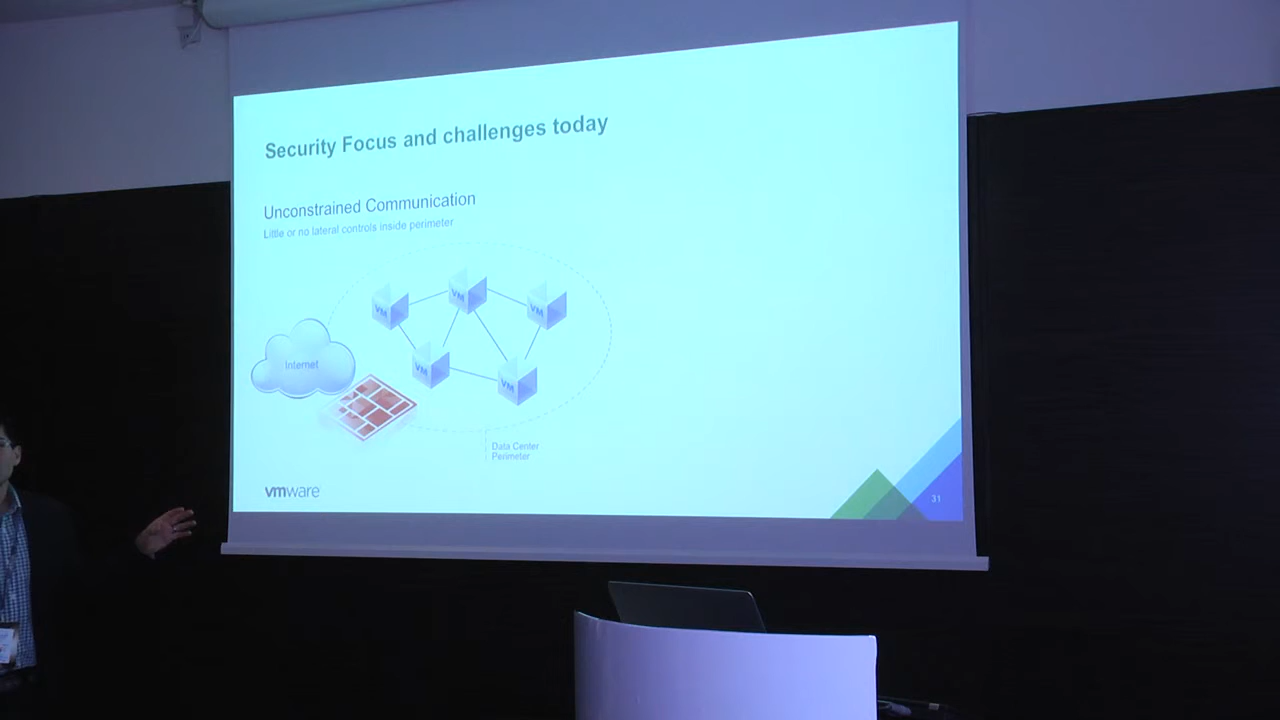 Security Focus and challenges today
Unconstrained Communication
Little or no lateral controls inside perimeter
VM
VM
VM
Internet
VM
VM
Data Center
Perimeter
vmware
31